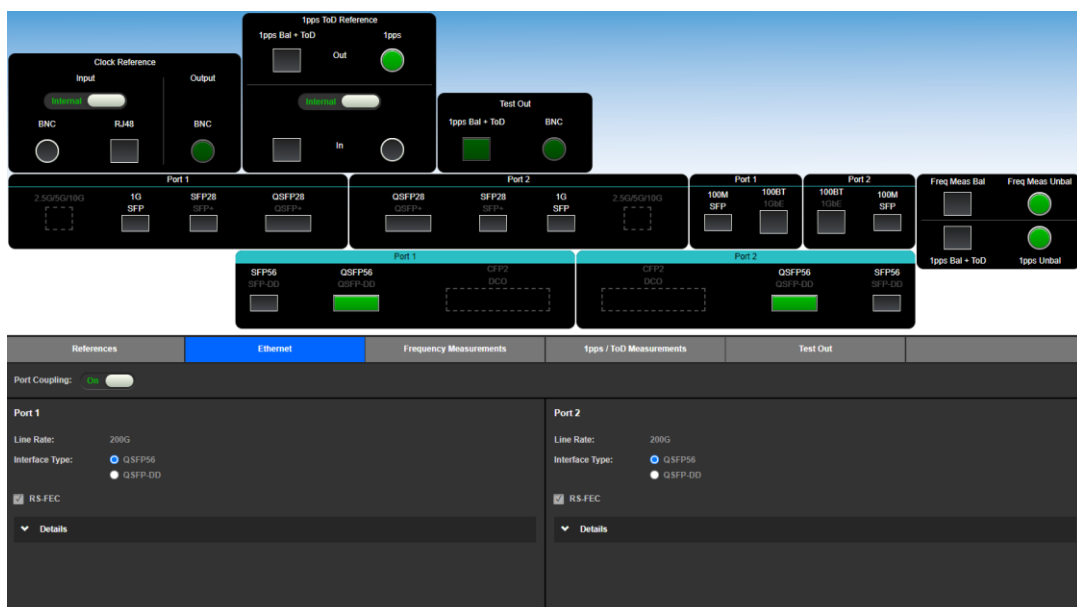 1pps ToD Reference
1pps Bal + ToD 1pps
Out
Internal
In
Clock Reference
Input Output
Internal
BNC RJ48 BNC
Test Out
1pps Bal + ToD BNC
Port 1 Port 2 Port 1 Port 2
2.5G/5G/10G 1G SFP28 QSFP28 QSFP28 SFP28 1G 2.5G/5G/10G 100M 100BT 100BT 100M
SFP SFP+ QSFP+ QSFP+ SFP+ SFP SFP 1GbE 1GbE SFP
Freq Meas Bal Freq Meas Unbal
1pps Bal + ToD 1pps Unbal
Port 1 Port 2
SFP56 QSFP56 CFP2 CFP2 QSFP56 SFP56
SFP-DD QSFP-DD DCO DCO QSFP-DD SFP-DD
References Ethernet Frequency Measurements 1pps / ToD Measurements Test Out
Port Coupling: On
Port 1
Line Rate: 200G
Interface Type: QSFP56
QSFP-DD
RS-FEC
Details
Port 2
Line Rate: 200G
Interface Type: QSFP56
QSFP-DD
RS-FEC
Details